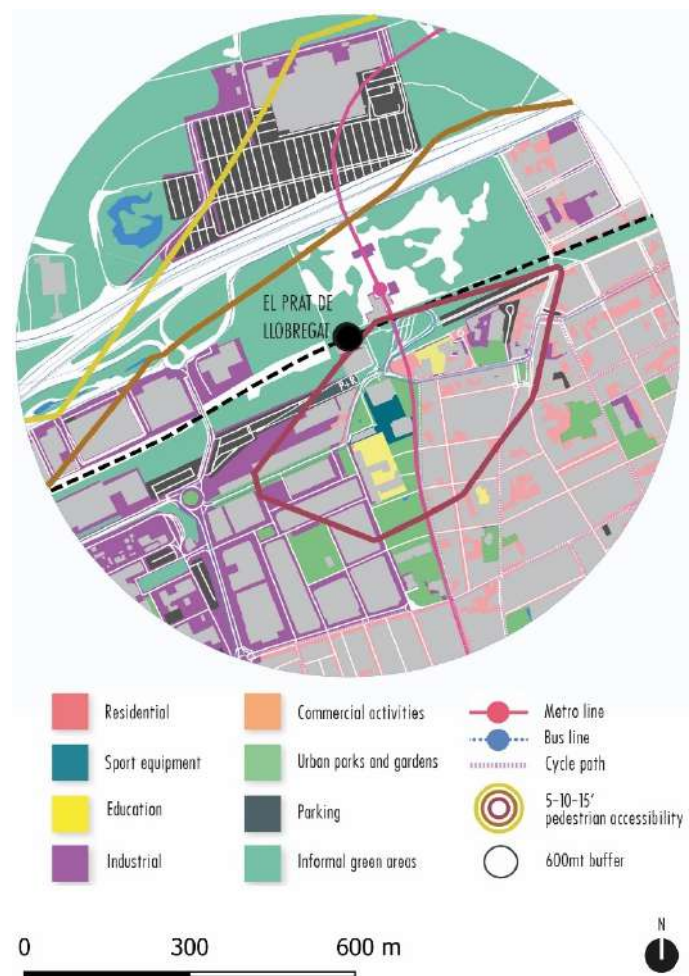 EL PRAT DE
LLOBREGAT
P+R
Residential
Commercial activities
Metro line
Sport equipment
Urban parks and gardens
Bus line
Cycle path
Education
Parking
5-10-15'
pedestrian accessibility
Industrial
Informal green areas
600mt buffer
0 300 600 m
N